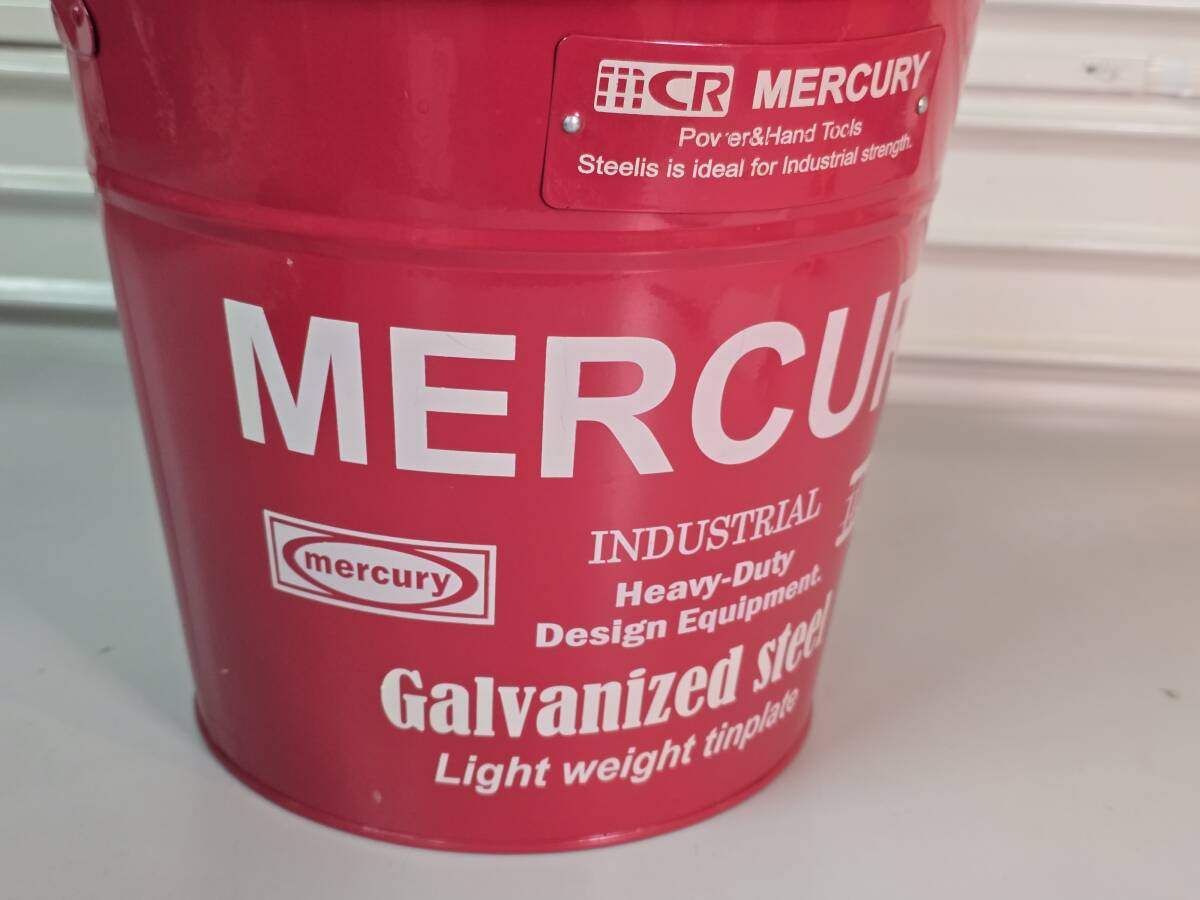 MCR MERCURY
Power&Hand Tools
Steelis is ideal for Industrial strength.
MERCUR
mercury
INDUSTRIAL
Heavy-Duty
Design Equipment.
Galvanized steel
Light weight tinplate